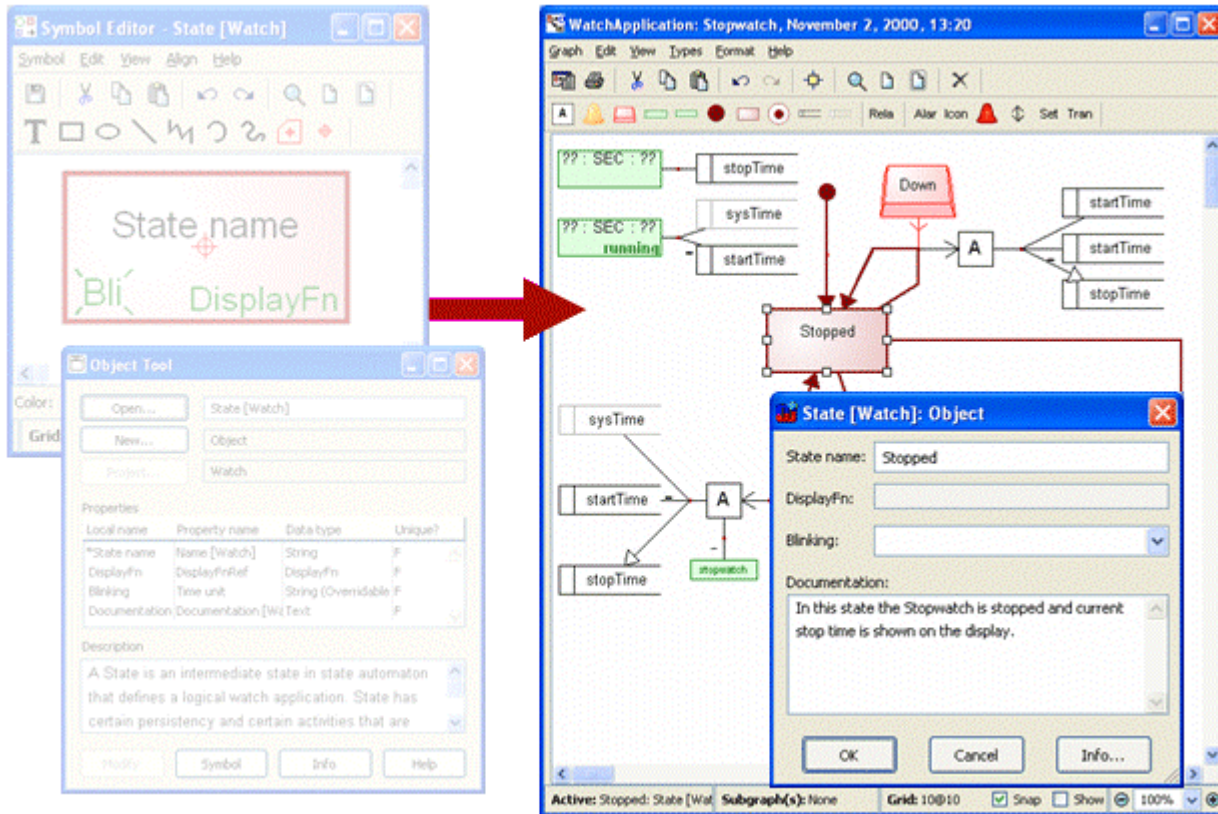 Symbol Editor - State [Watch]
Symbol Edit View Align Help
T
State name
Bli
DisplayFn
Color:
Grid
Object Tool
Open... State [Watch]
New... Object
Project... Watch
Properties
Local name Property name Data type Unique?
*State name Name [Watch] String F
DisplayFn DisplayFnRef DisplayFn F
Blinking Time unit String (Overridable F
Documentation Documentation [Wa Text F
Description
A State is an intermediate state in state automaton
that defines a logical watch application. State has
certain persistency and certain activities that are
Modify Symbol Info Help
WatchApplication: Stopwatch, November 2, 2000, 13:20
Graph Edit View Types Format Help
A Rela Alar Icon Set Tran
?? : SEC : ??
stopTime
?? : SEC : ??
running
sysTime
startTime
Down
A
startTime
startTime
stopTime
Stopped
sysTime
startTime
A
stopTime
stopwatch
State [Watch]: Object
State name: Stopped
DisplayFn:
Blinking:
Documentation:
In this state the Stopwatch is stopped and current
stop time is shown on the display.
OK Cancel Info...
Active: Stopped: State [Wat Subgraph(s): None Grid: 10@10 Snap Show 100%